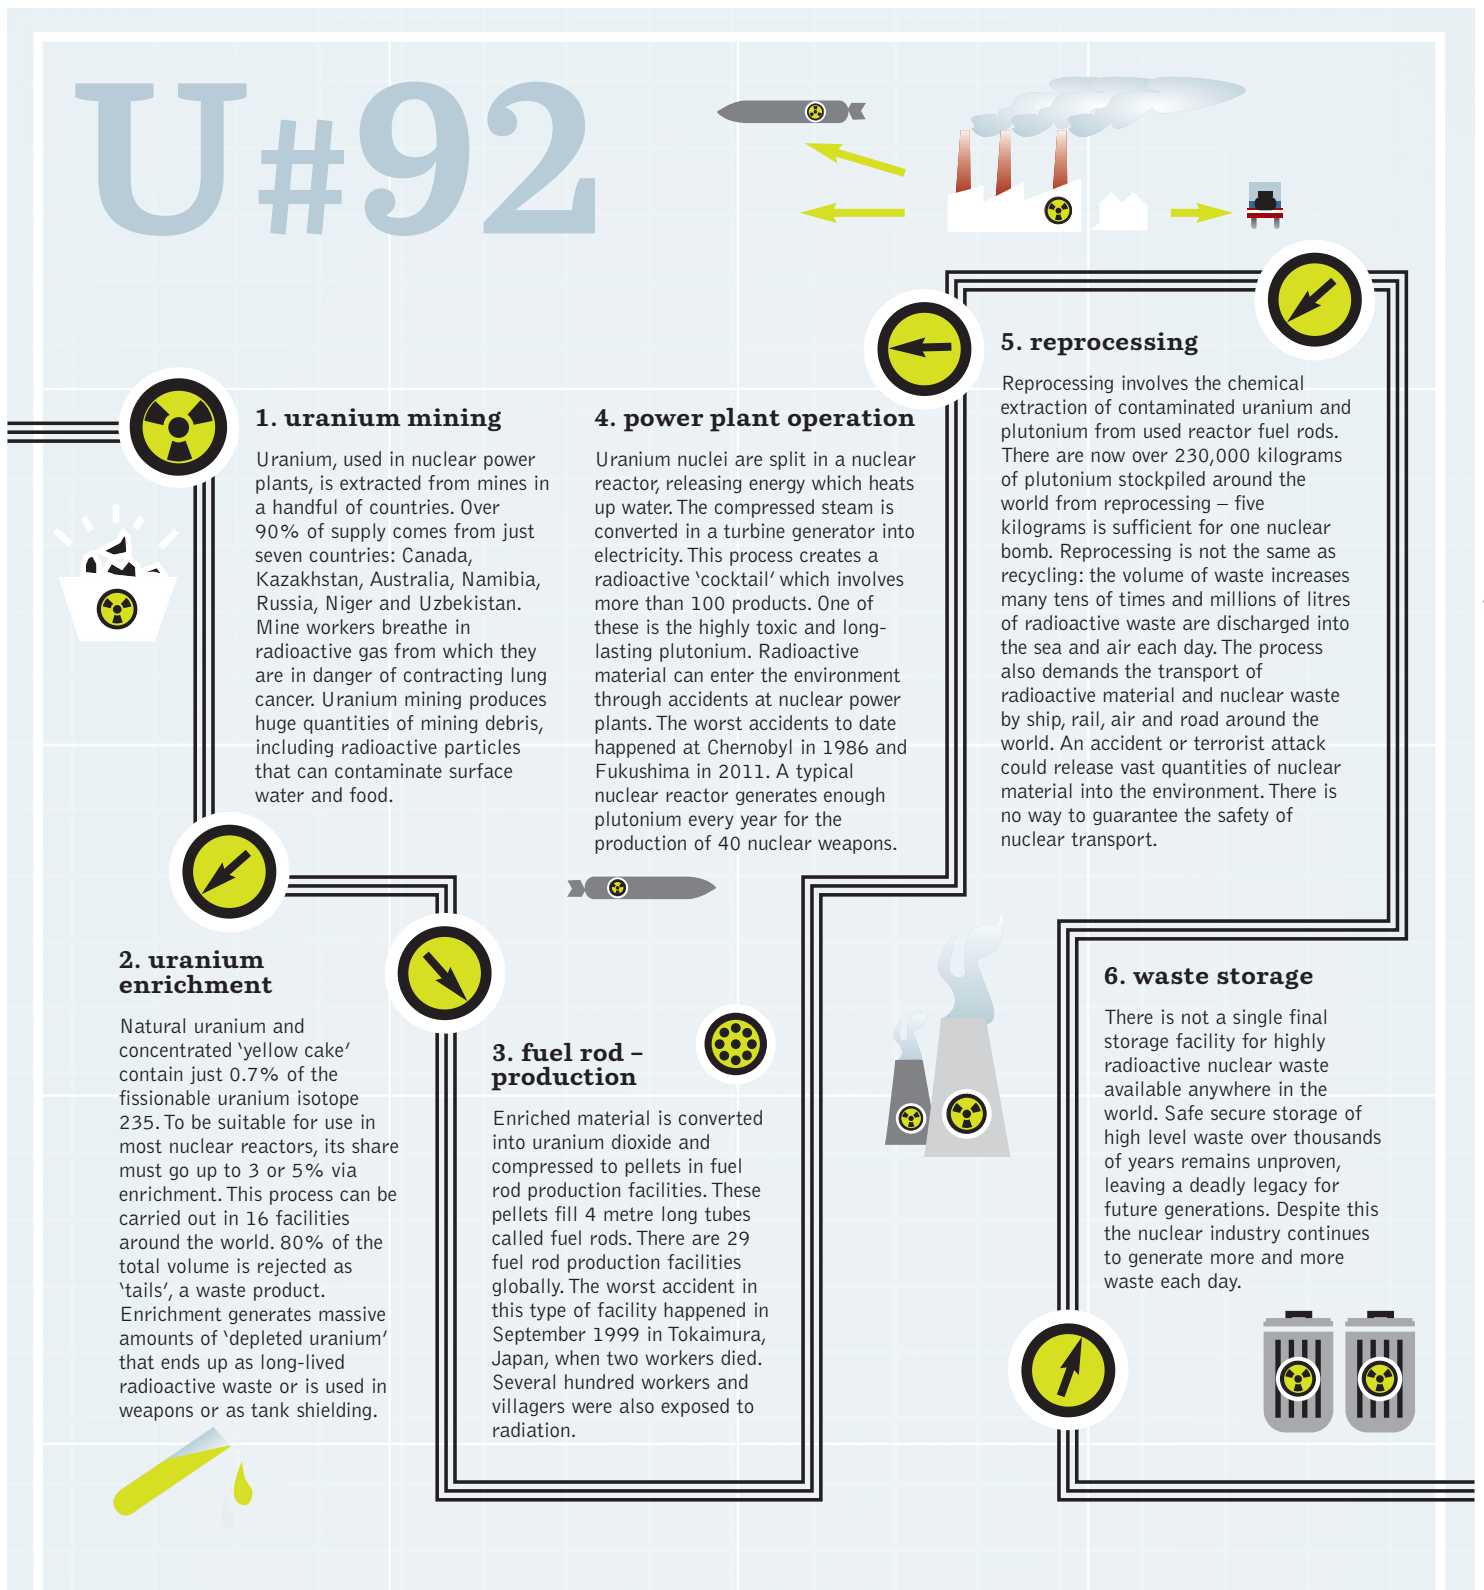 U#92
1. uranium mining
Uranium, used in nuclear power
plants, is extracted from mines in
a handful of countries. Over
90% of supply comes from just
seven countries: Canada,
Kazakhstan, Australia, Namibia,
Russia, Niger and Uzbekistan.
Mine workers breathe in
radioactive gas from which they
are in danger of contracting lung
cancer. Uranium mining produces
huge quantities of mining debris,
including radioactive particles
that can contaminate surface
water and food.
2. uranium
enrichment
Natural uranium and
concentrated ‘yellow cake’
contain just 0.7% of the
fissionable uranium isotope
235. To be suitable for use in
most nuclear reactors, its share
must go up to 3 or 5% via
enrichment. This process can be
carried out in 16 facilities
around the world. 80% of the
total volume is rejected as
‘tails’, a waste product.
Enrichment generates massive
amounts of ‘depleted uranium’
that ends up as long-lived
radioactive waste or is used in
weapons or as tank shielding.
3. fuel rod –
production
Enriched material is converted
into uranium dioxide and
compressed to pellets in fuel
rod production facilities. These
pellets fill 4 metre long tubes
called fuel rods. There are 29
fuel rod production facilities
globally. The worst accident in
this type of facility happened in
September 1999 in Tokaimura,
Japan, when two workers died.
Several hundred workers and
villagers were also exposed to
radiation.
4. power plant operation
Uranium nuclei are split in a nuclear
reactor, releasing energy which heats
up water. The compressed steam is
converted in a turbine generator into
electricity. This process creates a
radioactive ‘cocktail’ which involves
more than 100 products. One of
these is the highly toxic and long-
lasting plutonium. Radioactive
material can enter the environment
through accidents at nuclear power
plants. The worst accidents to date
happened at Chernobyl in 1986 and
Fukushima in 2011. A typical
nuclear reactor generates enough
plutonium every year for the
production of 40 nuclear weapons.
5. reprocessing
Reprocessing involves the chemical
extraction of contaminated uranium and
plutonium from used reactor fuel rods.
There are now over 230,000 kilograms
of plutonium stockpiled around the
world from reprocessing – five
kilograms is sufficient for one nuclear
bomb. Reprocessing is not the same as
recycling: the volume of waste increases
many tens of times and millions of litres
of radioactive waste are discharged into
the sea and air each day. The process
also demands the transport of
radioactive material and nuclear waste
by ship, rail, air and road around the
world. An accident or terrorist attack
could release vast quantities of nuclear
material into the environment. There is
no way to guarantee the safety of
nuclear transport.
6. waste storage
There is not a single final
storage facility for highly
radioactive nuclear waste
available anywhere in the
world. Safe secure storage of
high level waste over thousands
of years remains unproven,
leaving a deadly legacy for
future generations. Despite this
the nuclear industry continues
to generate more and more
waste each day.